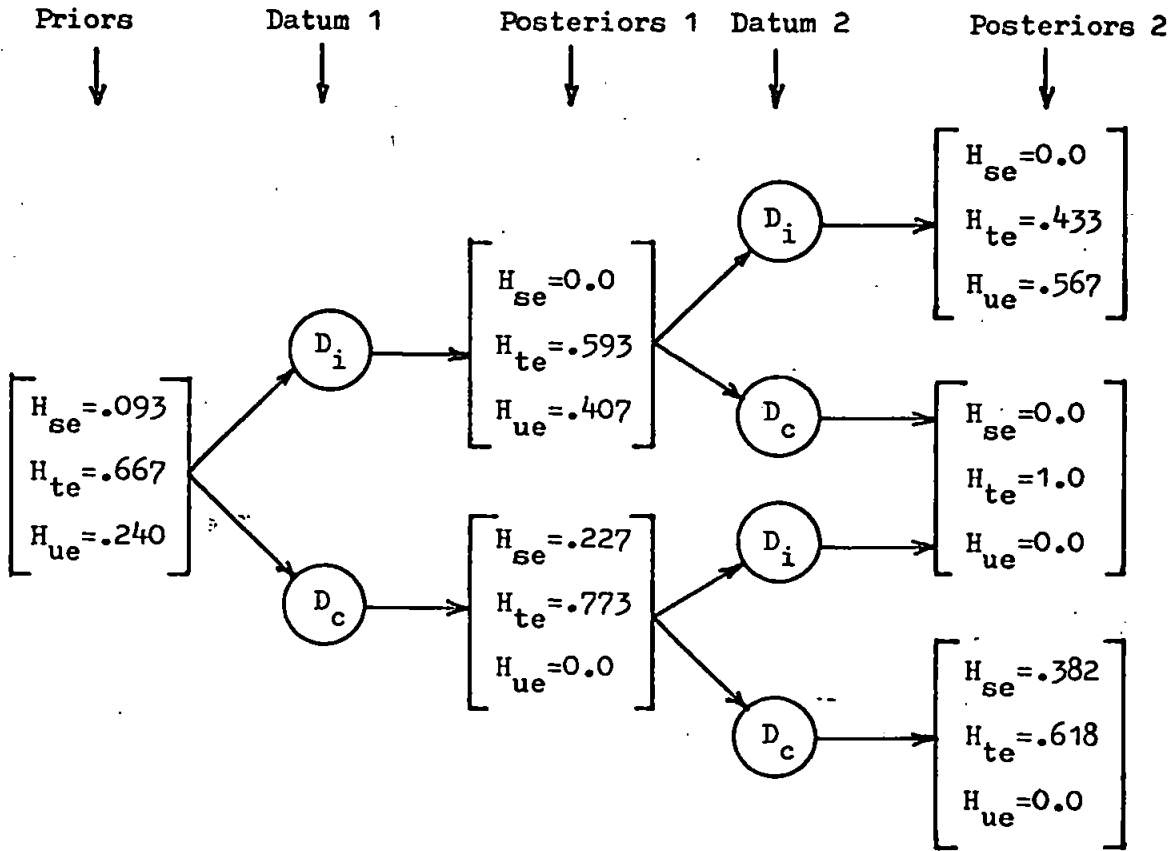 Priors Datum 1 Posteriors 1 Datum 2 Posteriors 2
H_se=.093
H_te=.667
H_ue=.240
D_i
D_c
H_se=0.0
H_te=.593
H_ue=.407
H_se=.227
H_te=.773
H_ue=0.0
D_i
D_c
D_i
D_c
H_se=0.0
H_te=.433
H_ue=.567
H_se=0.0
H_te=1.0
H_ue=0.0
H_se=.382
H_te=.618
H_ue=0.0